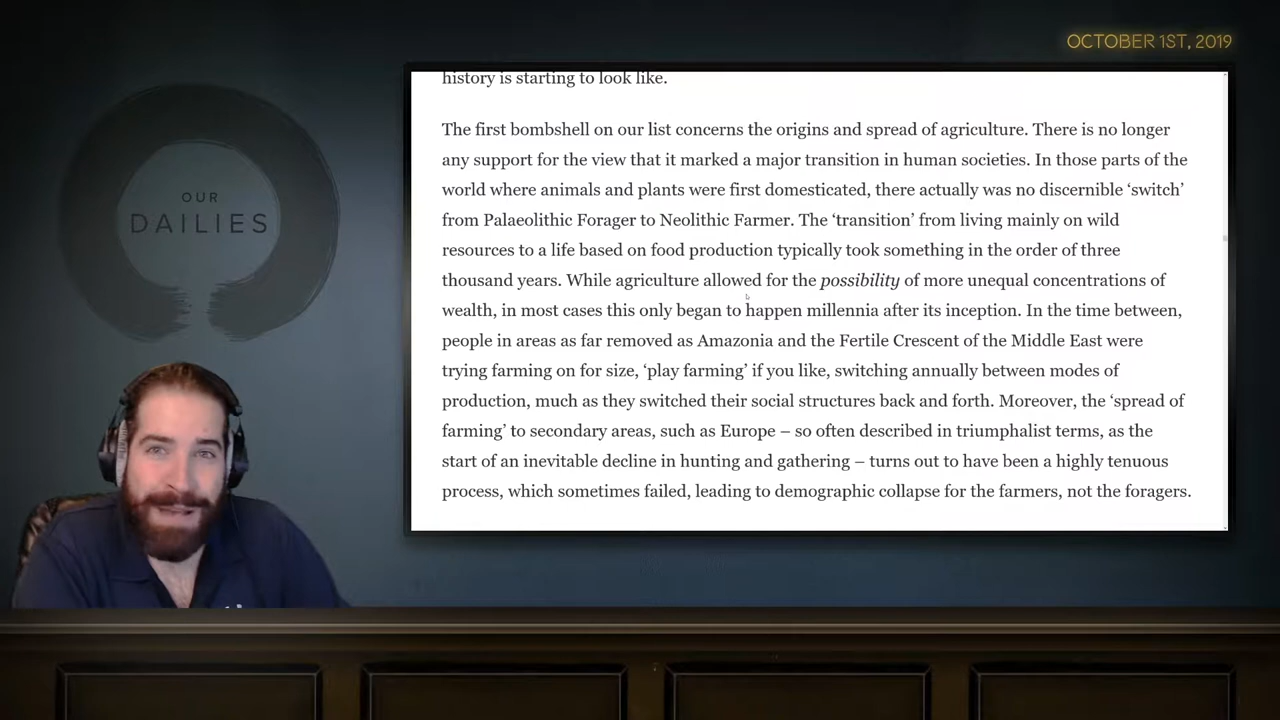 OCTOBER 1ST, 2019
OUR
DAILIES
history is starting to look like.
The first bombshell on our list concerns the origins and spread of agriculture. There is no longer
any support for the view that it marked a major transition in human societies. In those parts of the
world where animals and plants were first domesticated, there actually was no discernible ‘switch’
from Palaeolithic Forager to Neolithic Farmer. The ‘transition’ from living mainly on wild
resources to a life based on food production typically took something in the order of three
thousand years. While agriculture allowed for the possibility of more unequal concentrations of
wealth, in most cases this only began to happen millennia after its inception. In the time between,
people in areas as far removed as Amazonia and the Fertile Crescent of the Middle East were
trying farming on for size, ‘play farming’ if you like, switching annually between modes of
production, much as they switched their social structures back and forth. Moreover, the ‘spread of
farming’ to secondary areas, such as Europe – so often described in triumphalist terms, as the
start of an inevitable decline in hunting and gathering – turns out to have been a highly tenuous
process, which sometimes failed, leading to demographic collapse for the farmers, not the foragers.